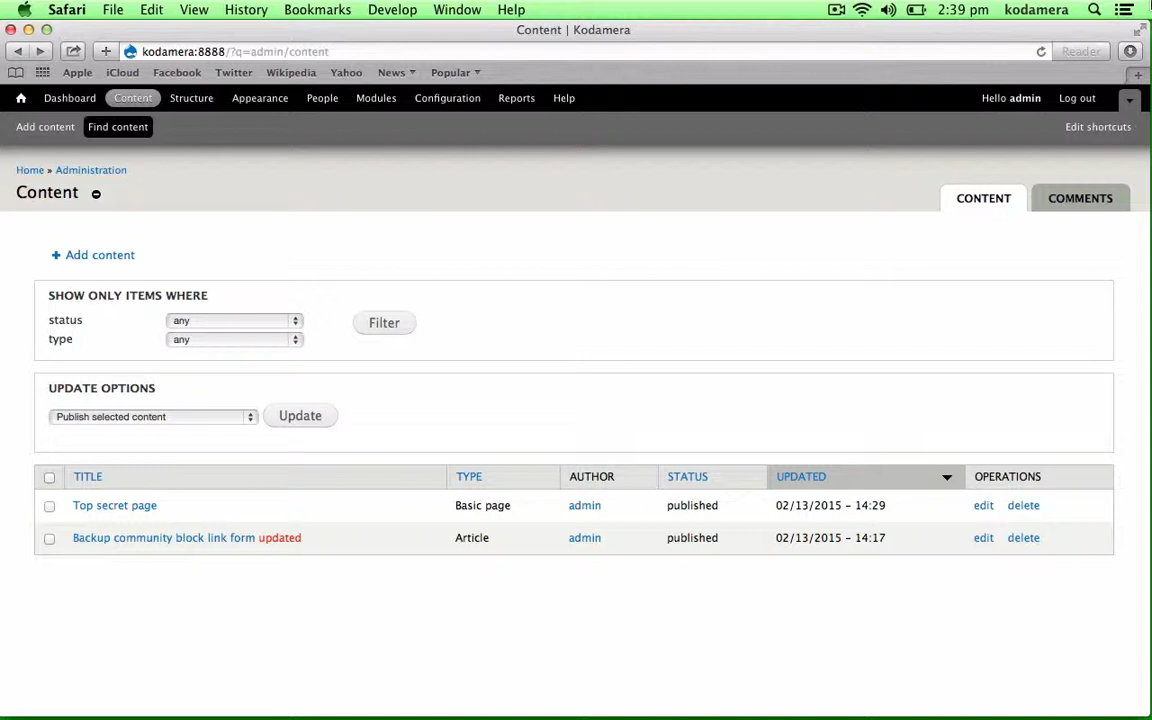 Safari File Edit View History Bookmarks Develop Window Help 2:39 pm kodamera
Content | Kodamera
kodamera:8888/?q=admin/content Reader
Apple iCloud Facebook Twitter Wikipedia Yahoo News Popular
Dashboard Content Structure Appearance People Modules Configuration Reports Help Hello admin Log out
Add content Find content Edit shortcuts
Home » Administration
Content
CONTENT COMMENTS
+ Add content
SHOW ONLY ITEMS WHERE
status any Filter
type any
UPDATE OPTIONS
Publish selected content Update
TITLE TYPE AUTHOR STATUS UPDATED OPERATIONS
Top secret page Basic page admin published 02/13/2015 - 14:29 edit delete
Backup community block link form updated Article admin published 02/13/2015 - 14:17 edit delete